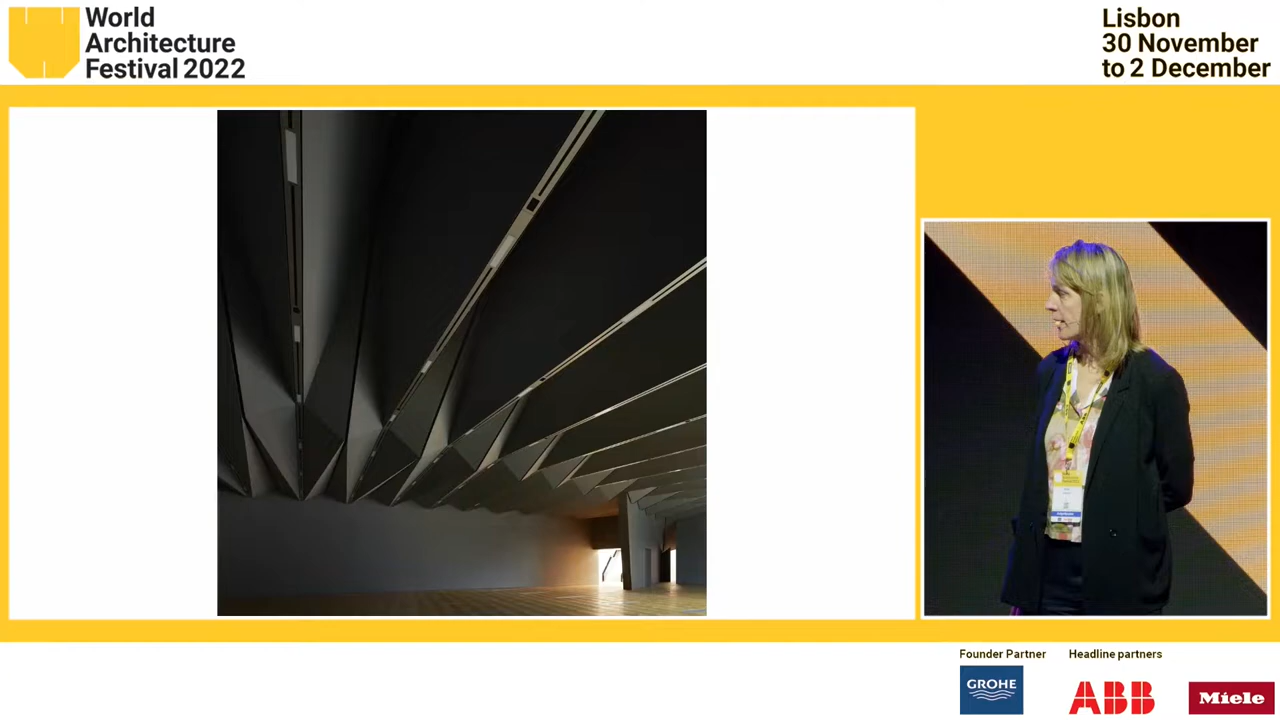 World
Architecture
Festival 2022
Lisbon
30 November
to 2 December
Founder Partner
Headline partners
GROHE
ABB
Miele